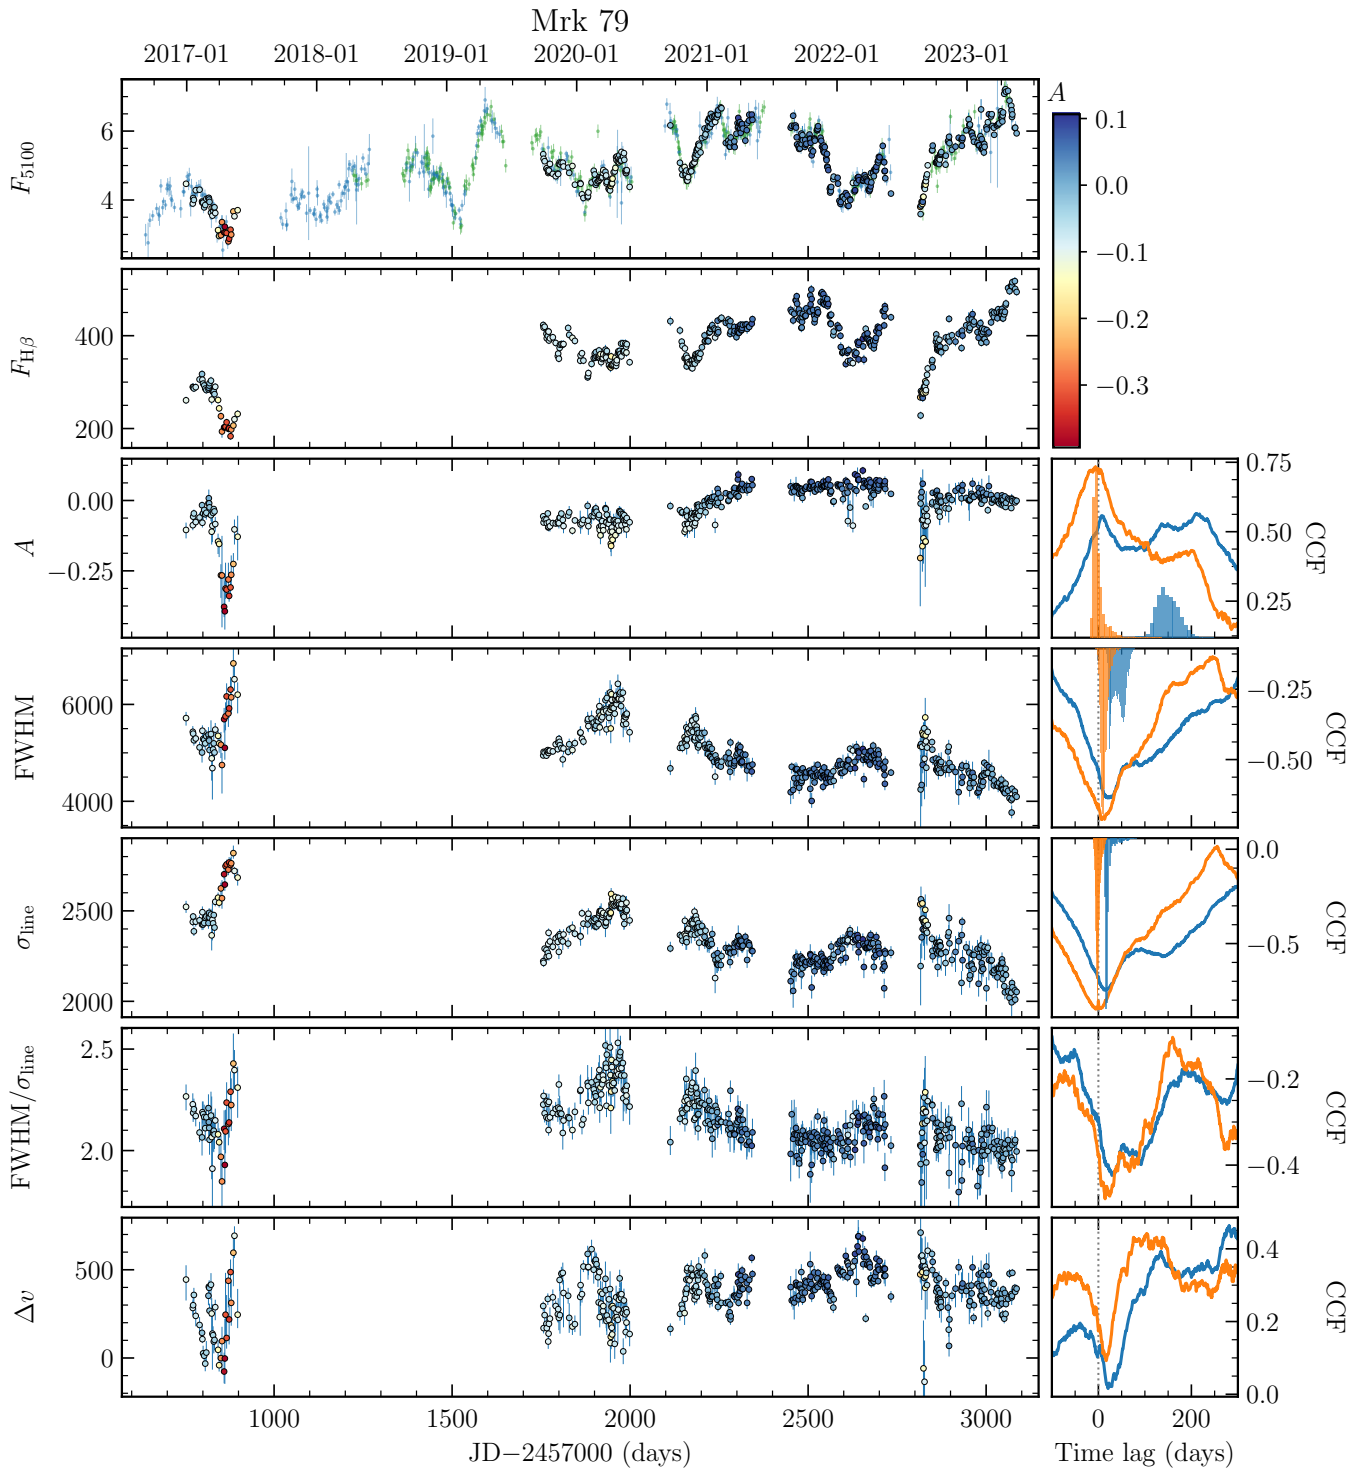 Mrk 79
2017-01 2018-01 2019-01 2020-01 2021-01 2022-01 2023-01
A
F5100
6
4
0.1
0.0
−0.1
−0.2
−0.3
FHβ
400
200
A
0.00
−0.25
0.75
0.50
0.25
CCF
FWHM
6000
4000
−0.25
−0.50
CCF
σline
2500
2000
0.0
−0.5
CCF
FWHM/σline
2.5
2.0
−0.2
−0.4
CCF
Δv
500
0
0.4
0.2
0.0
CCF
1000 1500 2000 2500 3000
0 200
JD−2457000 (days)
Time lag (days)